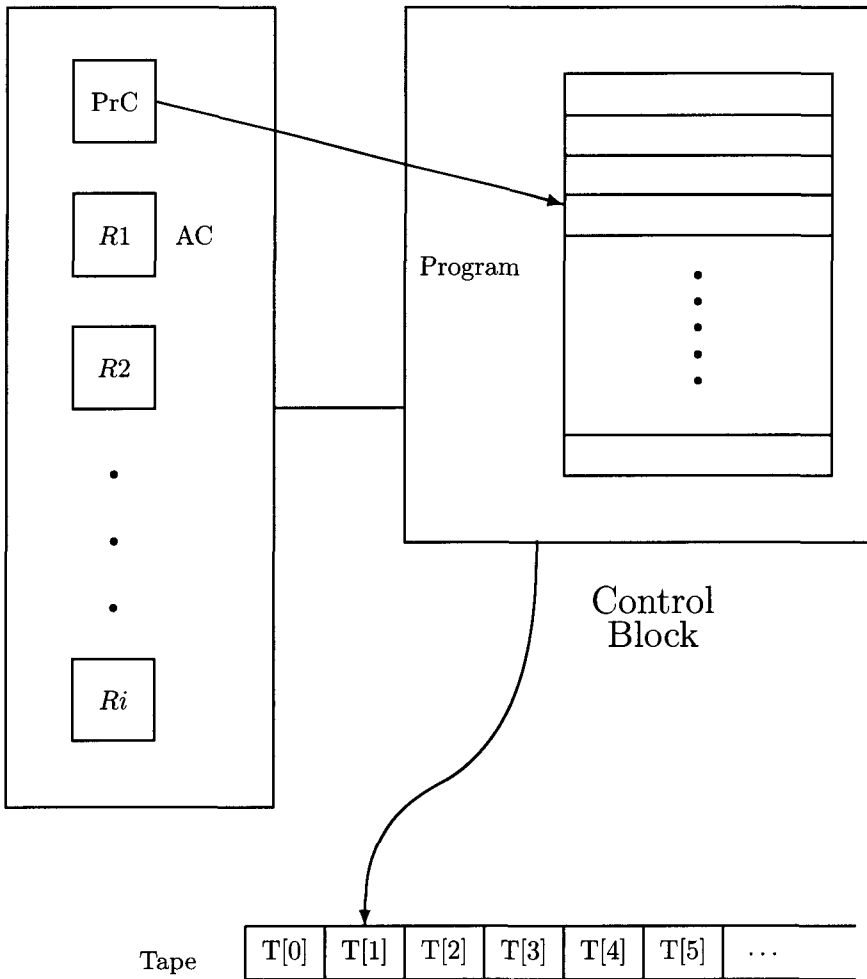 PrC
R1 AC
Program
R2
Control
Block
Ri
Tape T[0] T[1] T[2] T[3] T[4] T[5] ...